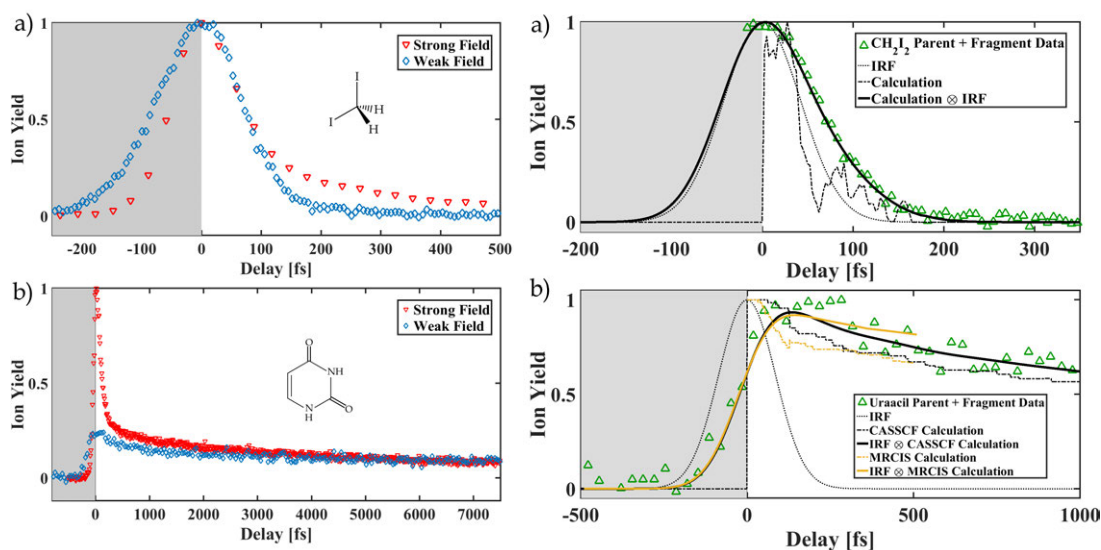 a)
1
0.5
0
Ion Yield
Strong Field
Weak Field
I
I
H
H
-200 -100 0 100 200 300 400 500
Delay [fs]
b)
1
0.5
0
Ion Yield
Strong Field
Weak Field
O
NH
NH
O
0 1000 2000 3000 4000 5000 6000 7000
Delay [fs]
a)
1
0.5
0
Ion Yield
CH2I2 Parent + Fragment Data
IRF
Calculation
Calculation ⊗ IRF
-200 -100 0 100 200 300
Delay [fs]
b)
1
0.5
0
Ion Yield
Uraacil Parent + Fragment Data
IRF
CASSCF Calculation
IRF ⊗ CASSCF Calculation
MRCIS Calculation
IRF ⊗ MRCIS Calculation
-500 0 500 1000
Delay [fs]